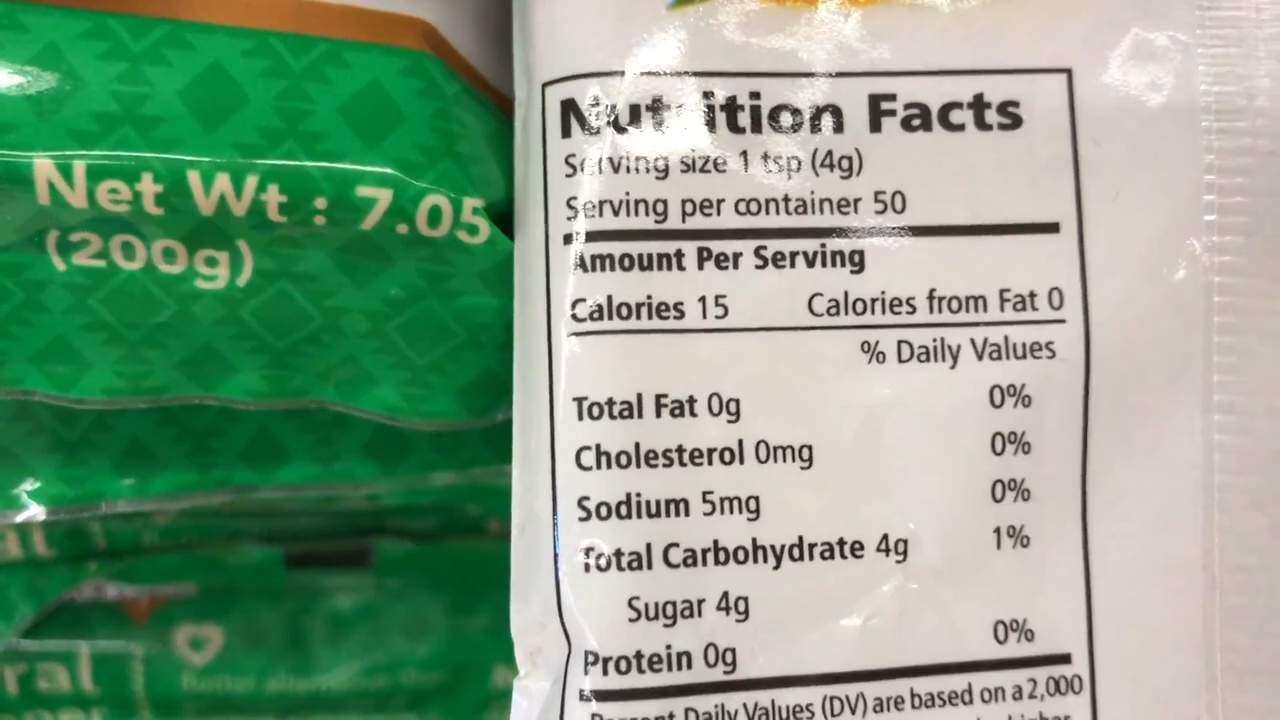 Net Wt : 7.05
(200g)
ral
Nutrition Facts
Serving size 1 tsp (4g)
Serving per container 50
Amount Per Serving
Calories 15 Calories from Fat 0
% Daily Values
Total Fat 0g 0%
Cholesterol 0mg 0%
Sodium 5mg 0%
Total Carbohydrate 4g 1%
Sugar 4g
Protein 0g 0%
Percent Daily Values (DV) are based on a 2,000